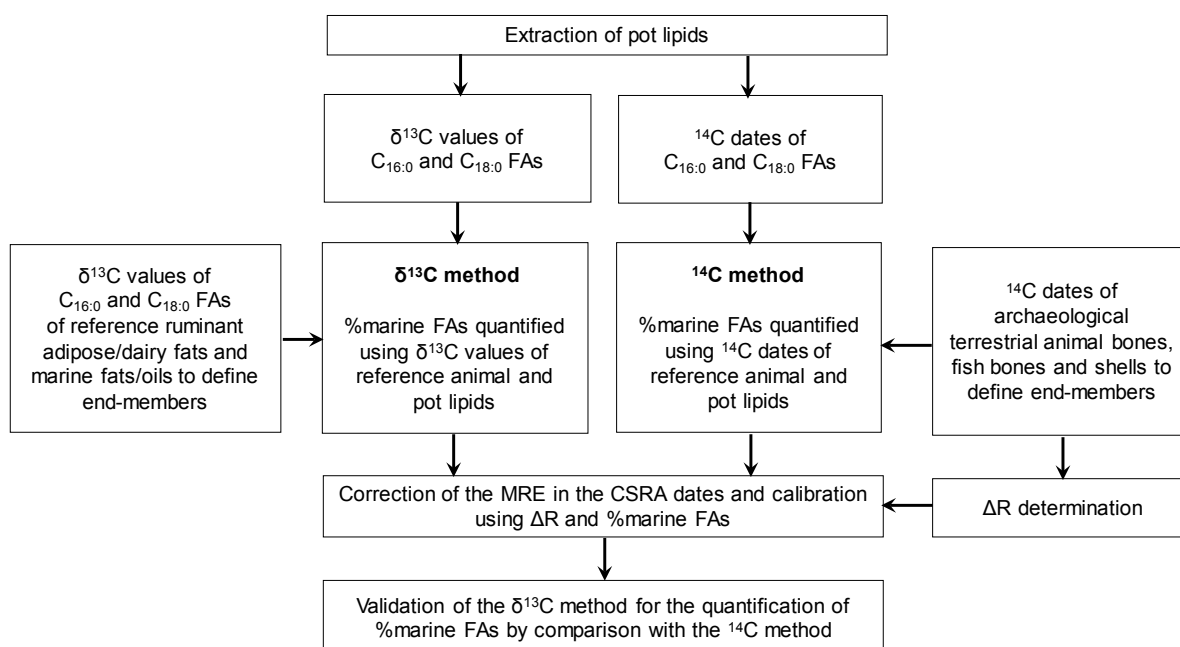 Extraction of pot lipids
δ¹³C values of
C₁₆:₀ and C₁₈:₀ FAs
¹⁴C dates of
C₁₆:₀ and C₁₈:₀ FAs
δ¹³C values of
C₁₆:₀ and C₁₈:₀ FAs
of reference ruminant
adipose/dairy fats and
marine fats/oils to define
end-members
δ¹³C method
%marine FAs quantified
using δ¹³C values of
reference animal and
pot lipids
¹⁴C method
%marine FAs quantified
using ¹⁴C dates of
reference animal and
pot lipids
¹⁴C dates of
archaeological
terrestrial animal bones,
fish bones and shells to
define end-members
Correction of the MRE in the CSRA dates and calibration
using ΔR and %marine FAs
ΔR determination
Validation of the δ¹³C method for the quantification of
%marine FAs by comparison with the ¹⁴C method